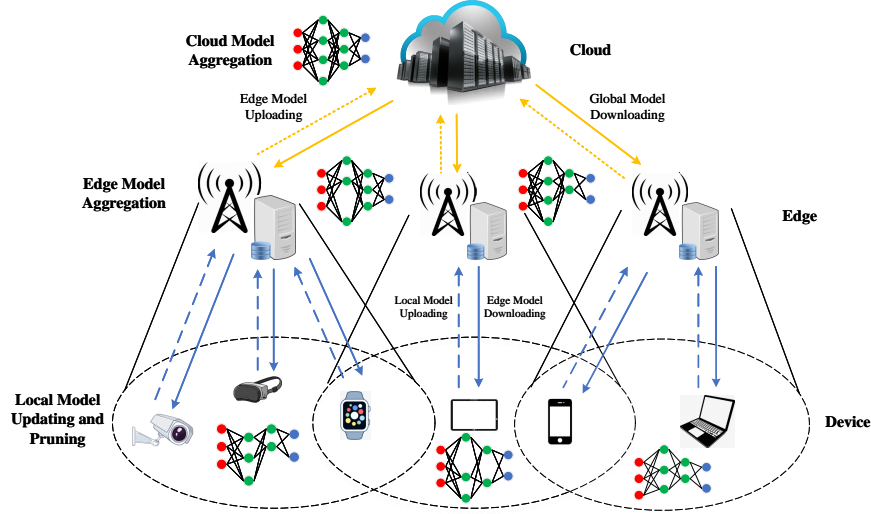 Cloud Model
Aggregation
Cloud
Edge Model
Uploading
Global Model
Downloading
Edge Model
Aggregation
Edge
Local Model
Uploading
Edge Model
Downloading
Local Model
Updating and
Pruning
Device